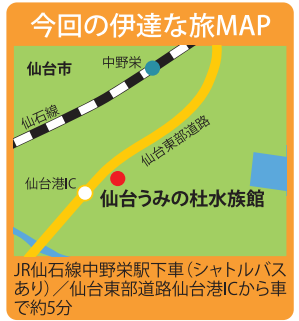 今回の伊達な旅MAP
仙台市
中野栄
仙石線
仙台東部道路
仙台港IC
仙台うみの杜水族館
JR仙石線中野栄駅下車（シャトルバス
あり）／仙台東部道路仙台港ICから車
で約5分